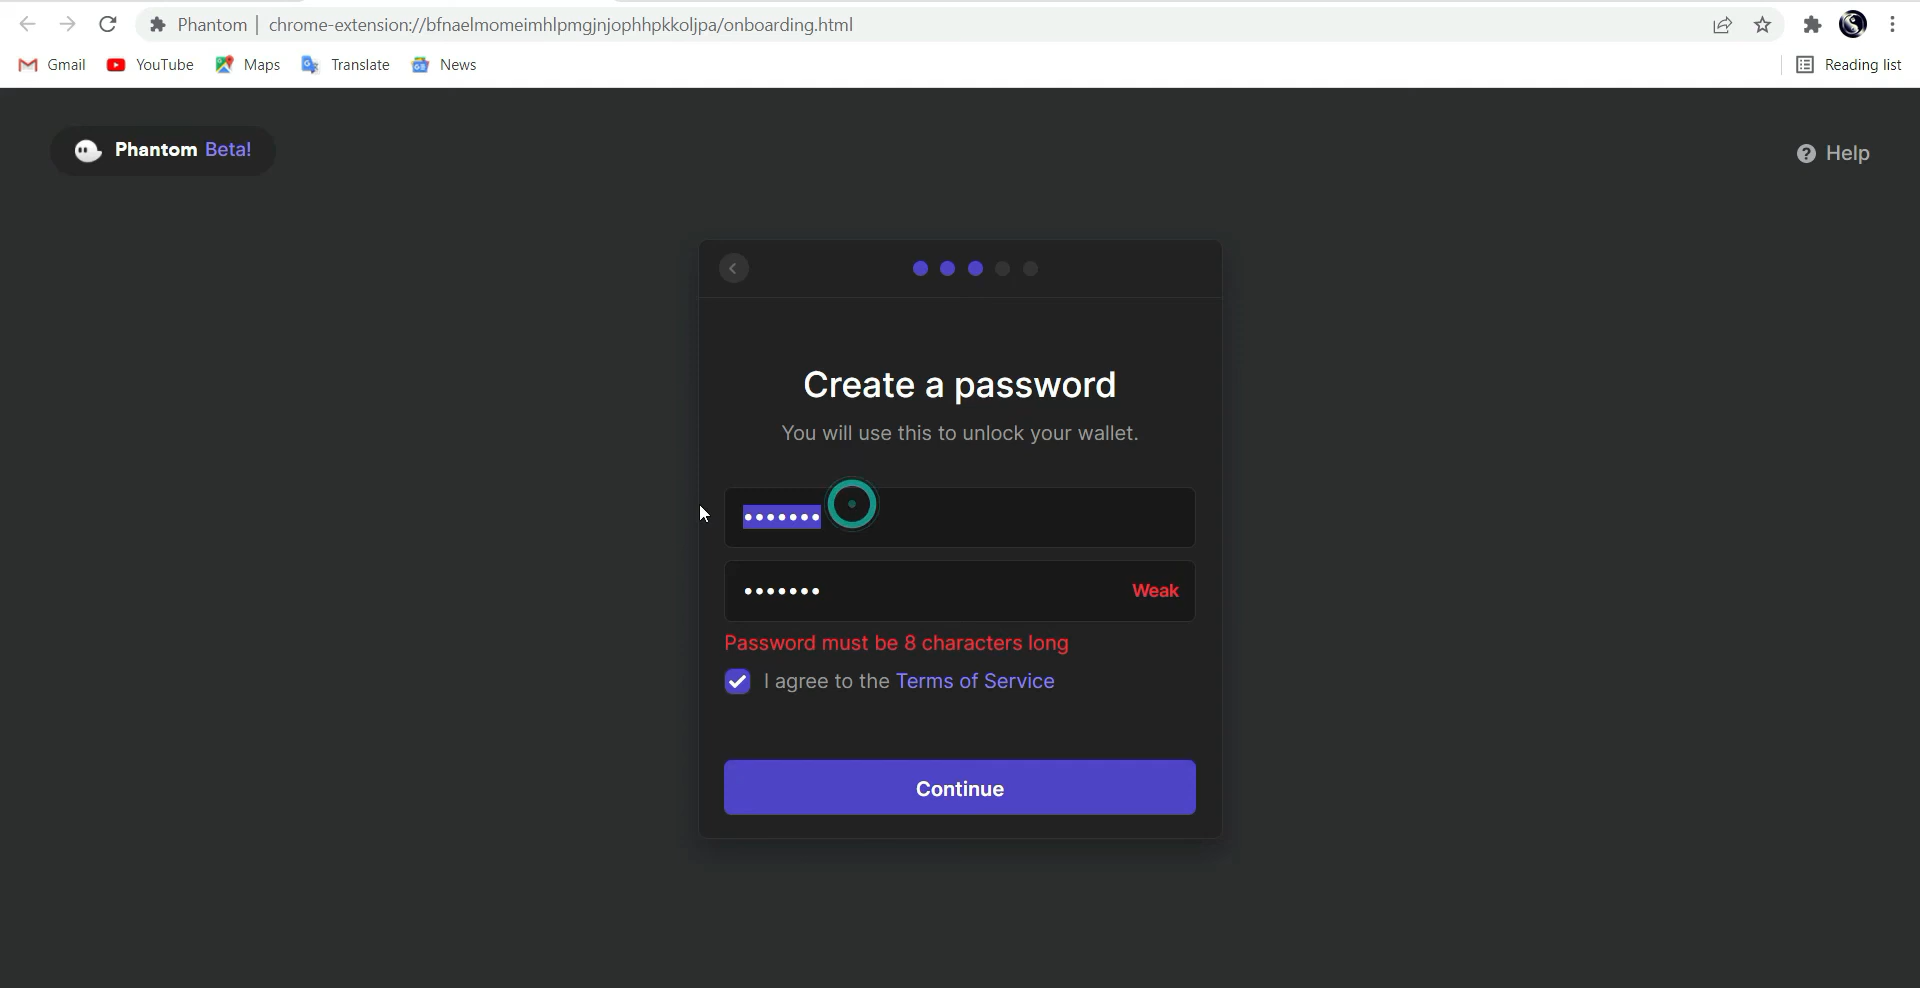 Phantom | chrome-extension://bfnaelmomeimhlpmgjnjophhpkkoljpa/onboarding.html
Gmail YouTube Maps Translate News Reading list
Phantom Beta!
Help
Create a password
You will use this to unlock your wallet.
•••••••
••••••• Weak
Password must be 8 characters long
I agree to the Terms of Service
Continue